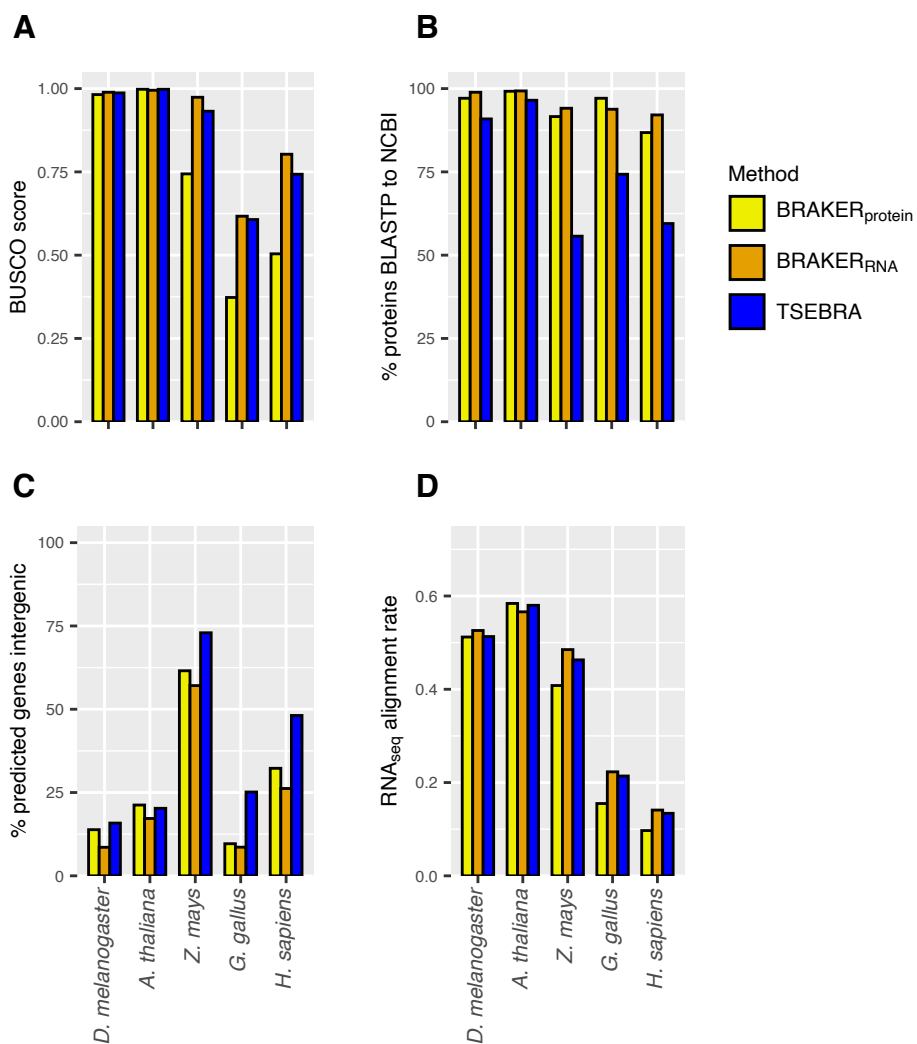 A
B
BUSCO score
1.00
0.75
0.50
0.25
0.00
% proteins BLASTP to NCBI
100
75
50
25
0
Method
BRAKERprotein
BRAKERRNA
TSEBRA
C
D
% predicted genes intergenic
100
75
50
25
0
RNAseq alignment rate
0.6
0.4
0.2
0.0
D. melanogaster
A. thaliana
Z. mays
G. gallus
H. sapiens
D. melanogaster
A. thaliana
Z. mays
G. gallus
H. sapiens